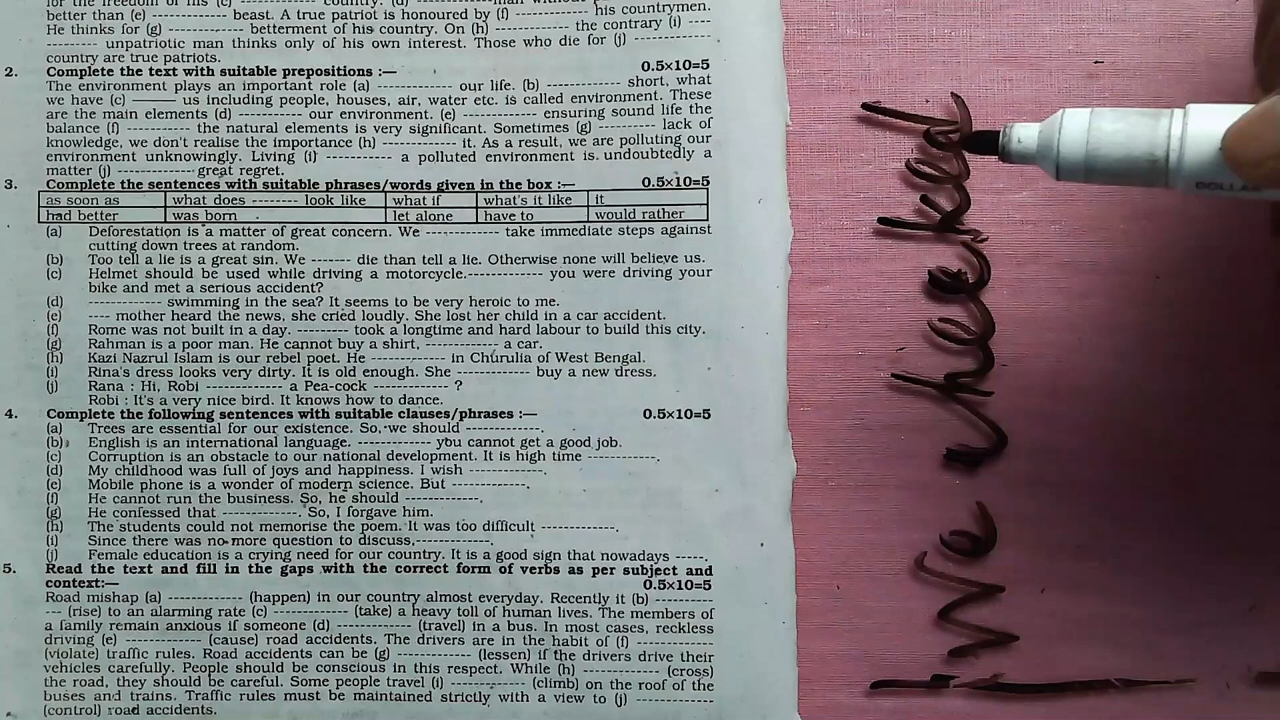 better than (e) ------------ beast. A true patriot is honoured by (f) ------------ his countrymen.
He thinks for (g) ------------ betterment of his country. On (h) ------------ the contrary (i) ----
-------- unpatriotic man thinks only of his own interest. Those who die for (j) ------------
country are true patriots.
2. Complete the text with suitable prepositions :— 0.5×10=5
The environment plays an important role (a) ------------ our life. (b) ------------ short, what
we have (c) ——— us including people, houses, air, water etc. is called environment. These
are the main elements (d) ---------- our environment. (e) ------------ ensuring sound life the
balance (f) ---------- the natural elements is very significant. Sometimes (g) ---------- lack of
knowledge, we don't realise the importance (h) ------------ it. As a result, we are polluting our
environment unknowingly. Living (i) ----------- a polluted environment is undoubtedly a
matter (j) ------------ great regret.
3. Complete the sentences with suitable phrases/words given in the box :— 0.5×10=5
as soon as what does -------- look like what if what's it like it
had better was born let alone have to would rather
(a) Deforestation is a matter of great concern. We ------------ take immediate steps against
cutting down trees at random.
(b) Too tell a lie is a great sin. We ------- die than tell a lie. Otherwise none will believe us.
(c) Helmet should be used while driving a motorcycle.------------ you were driving your
bike and met a serious accident?
(d) ------------ swimming in the sea? It seems to be very heroic to me.
(e) ---- mother heard the news, she cried loudly. She lost her child in a car accident.
(f) Rome was not built in a day. --------- took a longtime and hard labour to build this city.
(g) Rahman is a poor man. He cannot buy a shirt, ------------ a car.
(h) Kazi Nazrul Islam is our rebel poet. He ------------ in Churulia of West Bengal.
(i) Rina's dress looks very dirty. It is old enough. She ------------ buy a new dress.
(j) Rana : Hi, Robi ------------ a Pea-cock ------------ ?
Robi : It's a very nice bird. It knows how to dance.
4. Complete the following sentences with suitable clauses/phrases :— 0.5×10=5
(a) Trees are essential for our existence. So, we should ------------.
(b) English is an international language. ------------ you cannot get a good job.
(c) Corruption is an obstacle to our national development. It is high time -----------.
(d) My childhood was full of joys and happiness. I wish ------------.
(e) Mobile phone is a wonder of modern science. But ------------.
(f) He cannot run the business. So, he should ------------.
(g) He confessed that ------------. So, I forgave him.
(h) The students could not memorise the poem. It was too difficult ------------.
(i) Since there was no more question to discuss,------------.
(j) Female education is a crying need for our country. It is a good sign that nowadays -----.
5. Read the text and fill in the gaps with the correct form of verbs as per subject and
context:— 0.5×10=5
Road mishap (a) ------------ (happen) in our country almost everyday. Recently it (b) ----------
--- (rise) to an alarming rate (c) ------------ (take) a heavy toll of human lives. The members of
a family remain anxious if someone (d) ------------ (travel) in a bus. In most cases, reckless
driving (e) ------------ (cause) road accidents. The drivers are in the habit of (f) ------------
(violate) traffic rules. Road accidents can be (g) ------------ (lessen) if the drivers drive their
vehicles carefully. People should be conscious in this respect. While (h) ------------ (cross)
the road, they should be careful. Some people travel (i) ------------ (climb) on the roof of the
buses and trains. Traffic rules must be maintained strictly with a view to (j) ------------
(control) road accidents.
We